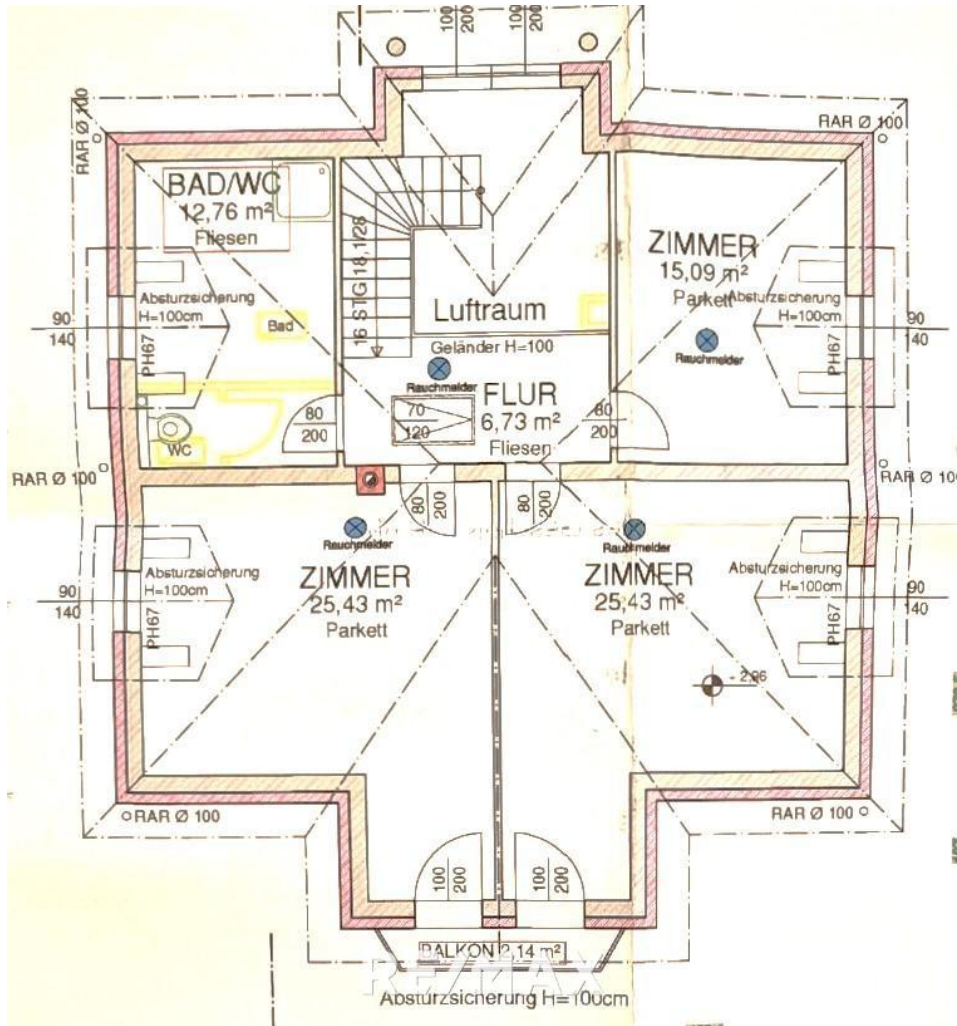 100
200
100
200
RAR Ø 100
RAR Ø 100
BAD/WC
12,76 m²
Fliesen
16 STG 18,1/28
ZIMMER
15,09 m²
Parkett
Absturzsicherung
H=100cm
90
140
PH67
Bad
Luftraum
Geländer H=100
Rauchmelder
FLUR
6,73 m²
Fliesen
70
120
Rauchmelder
Absturzsicherung
H=100cm
90
140
PH67
80
200
80
200
WC
RAR Ø 100
RAR Ø 100
80
200
80
200
Rauchmelder
Rauchmelder
ZIMMER
25,43 m²
Parkett
ZIMMER
25,43 m²
Parkett
Absturzsicherung
H=100cm
90
140
PH67
Absturzsicherung
H=100cm
90
140
PH67
- 2,96
RAR Ø 100
RAR Ø 100
100
200
100
200
BALKON 2,14 m²
RE/MAX
Absturzsicherung H=100cm